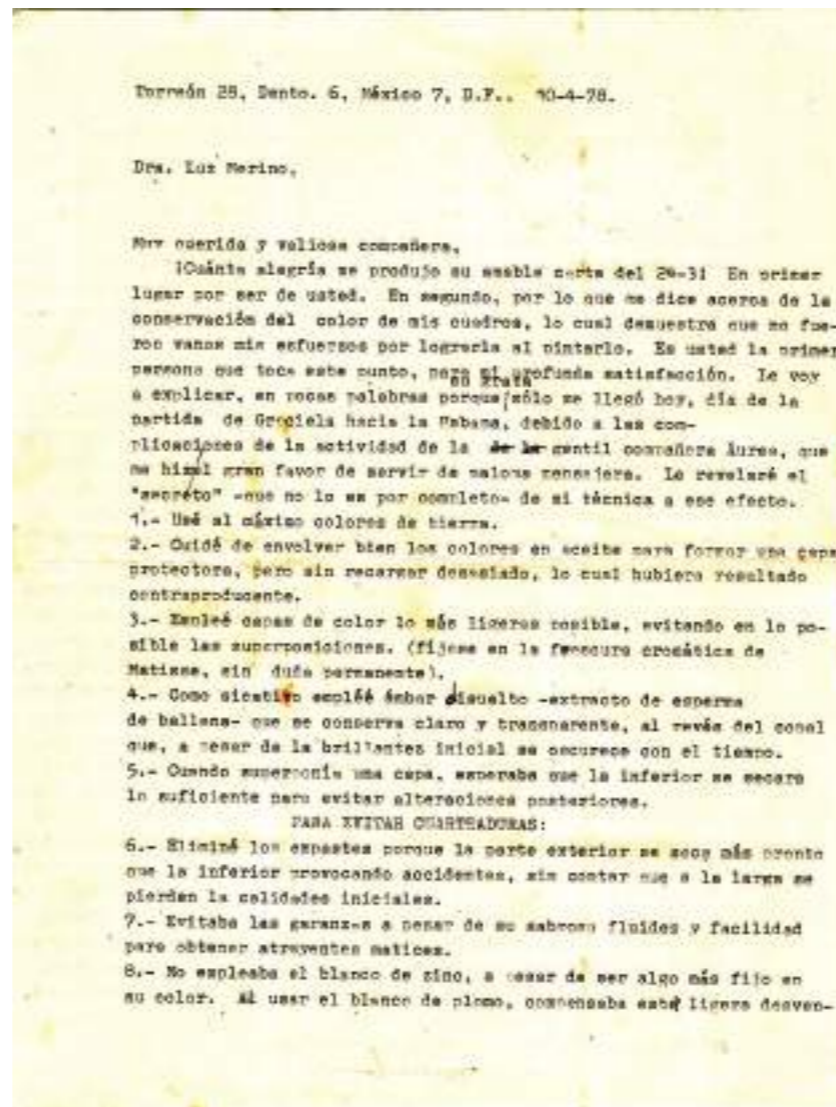 Torreón 28, Depto. 6, México 7, D.F.. 10-4-78.
Dra. Luz Merino,
Muy querida y valiosa compañera,
¡Cuánta alegría me produjo su amable carta del 24-3! En primer
lugar por ser de usted. En segundo, por lo que me dice acerca de la
conservación del color de mis cuadros, lo cual demuestra que no fue-
ron vanos mis esfuerzos por lograrla al pintarlo. Es usted la primer
persona que toca este punto, para mi profunda satisfacción. Le voy
a explicar, en pocas palabras porque sólo me llegó hoy, día de la
partida de Graciela hacia la Habana, debido a las com-
plicaciones de la actividad de la de la gentil compañera Áurea, que
me hizo gran favor de servir de paloma mensajera. Le revelaré el
"secreto" -que no lo es por completo- de mi técnica a ese efecto.
1.- Usé al máximo colores de tierra.
2.- Cuidé de envolver bien los colores en aceite para formar una capa
protectora, pero sin recargar demasiado, lo cual hubiera resultado
contraproducente.
3.- Empleé capas de color lo más ligeras posible, evitando en lo po-
sible las superposiciones. (fíjese en la frescura cromática de
Matisse, sin duda permanente).
4.- Como sicativo empléé ámbar disuelto -extracto de esperma
de ballena- que se conserva claro y transparente, al revés del copal
que, a pesar de la brillantes inicial se oscurece con el tiempo.
5.- Cuando superponía una capa, esperaba que la inferior se secara
lo suficiente para evitar alteraciones posteriores.
PARA EVITAR CUARTEADURAS:
6.- Eliminé los empastes porque la parte exterior se seca más pronto
que la inferior provocando accidentes, sin contar que a la larga se
pierden la calidades iniciales.
7.- Evitaba las garanzas a pesar de su sabrosa fluides y facilidad
para obtener atrayentes matices.
8.- No empleaba el blanco de zinc, a pesar de ser algo más fijo en
su color. Al usar el blanco de plomo, compensaba esta ligera desven-